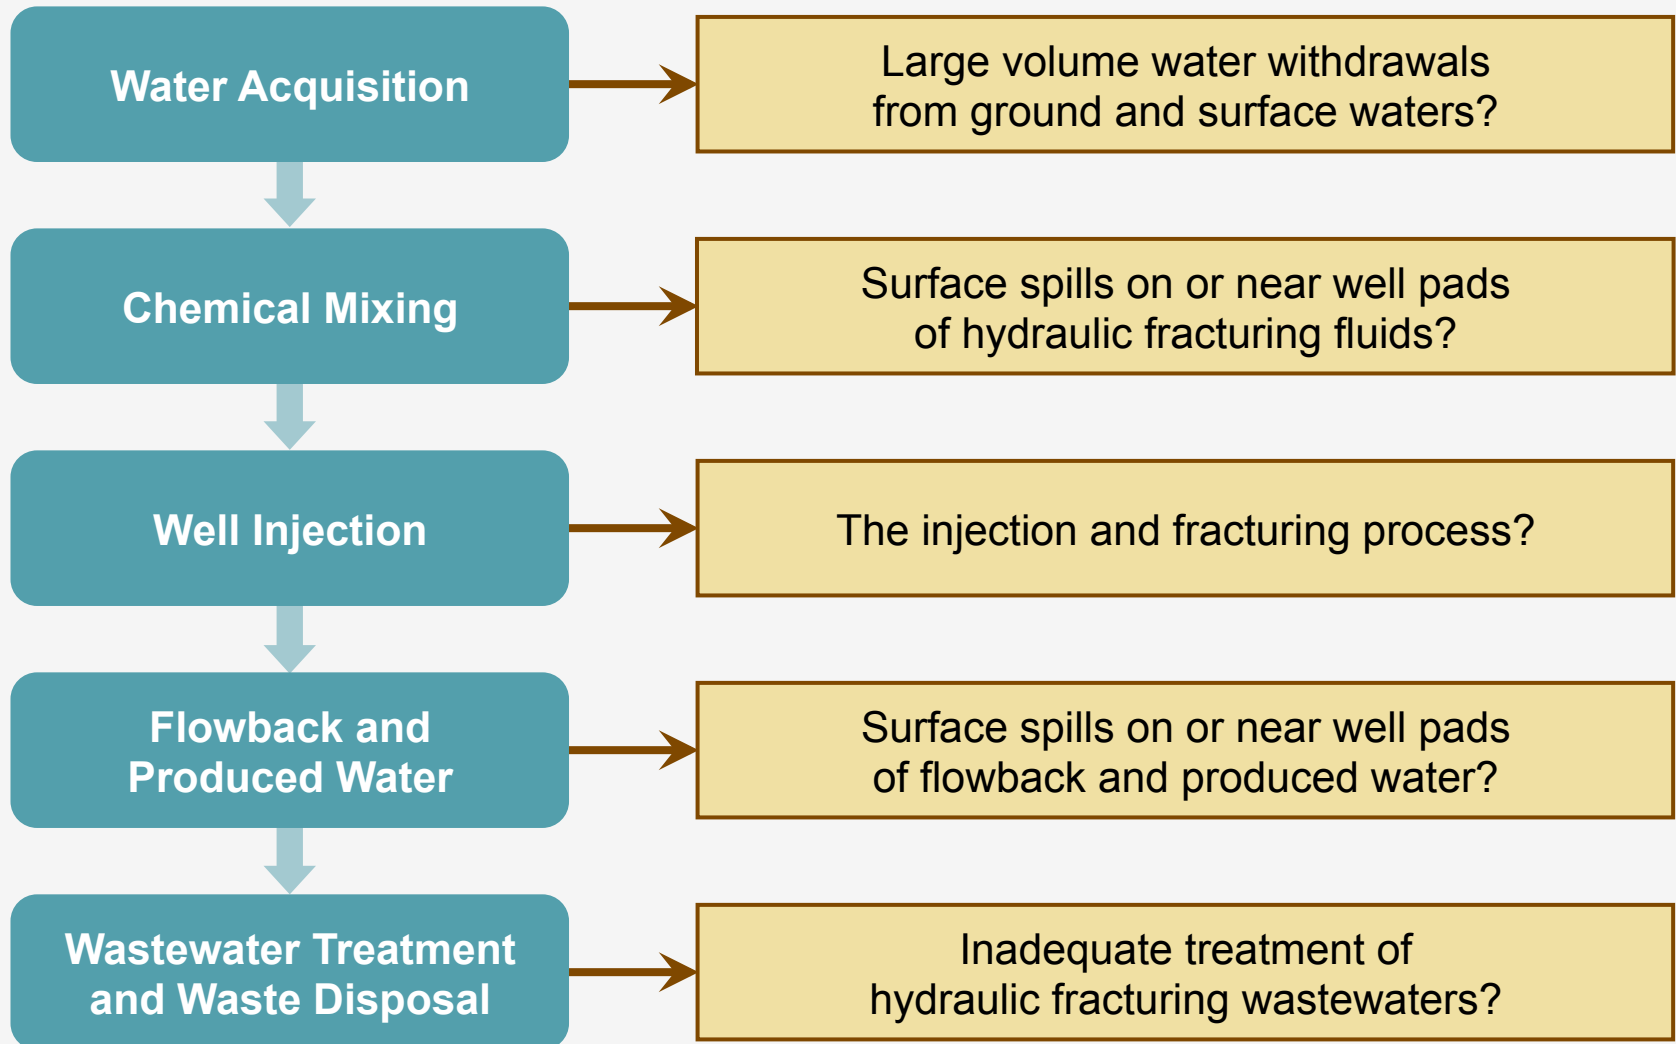 Water Acquisition
Large volume water withdrawals
from ground and surface waters?
Chemical Mixing
Surface spills on or near well pads
of hydraulic fracturing fluids?
Well Injection
The injection and fracturing process?
Flowback and
Produced Water
Surface spills on or near well pads
of flowback and produced water?
Wastewater Treatment
and Waste Disposal
Inadequate treatment of
hydraulic fracturing wastewaters?